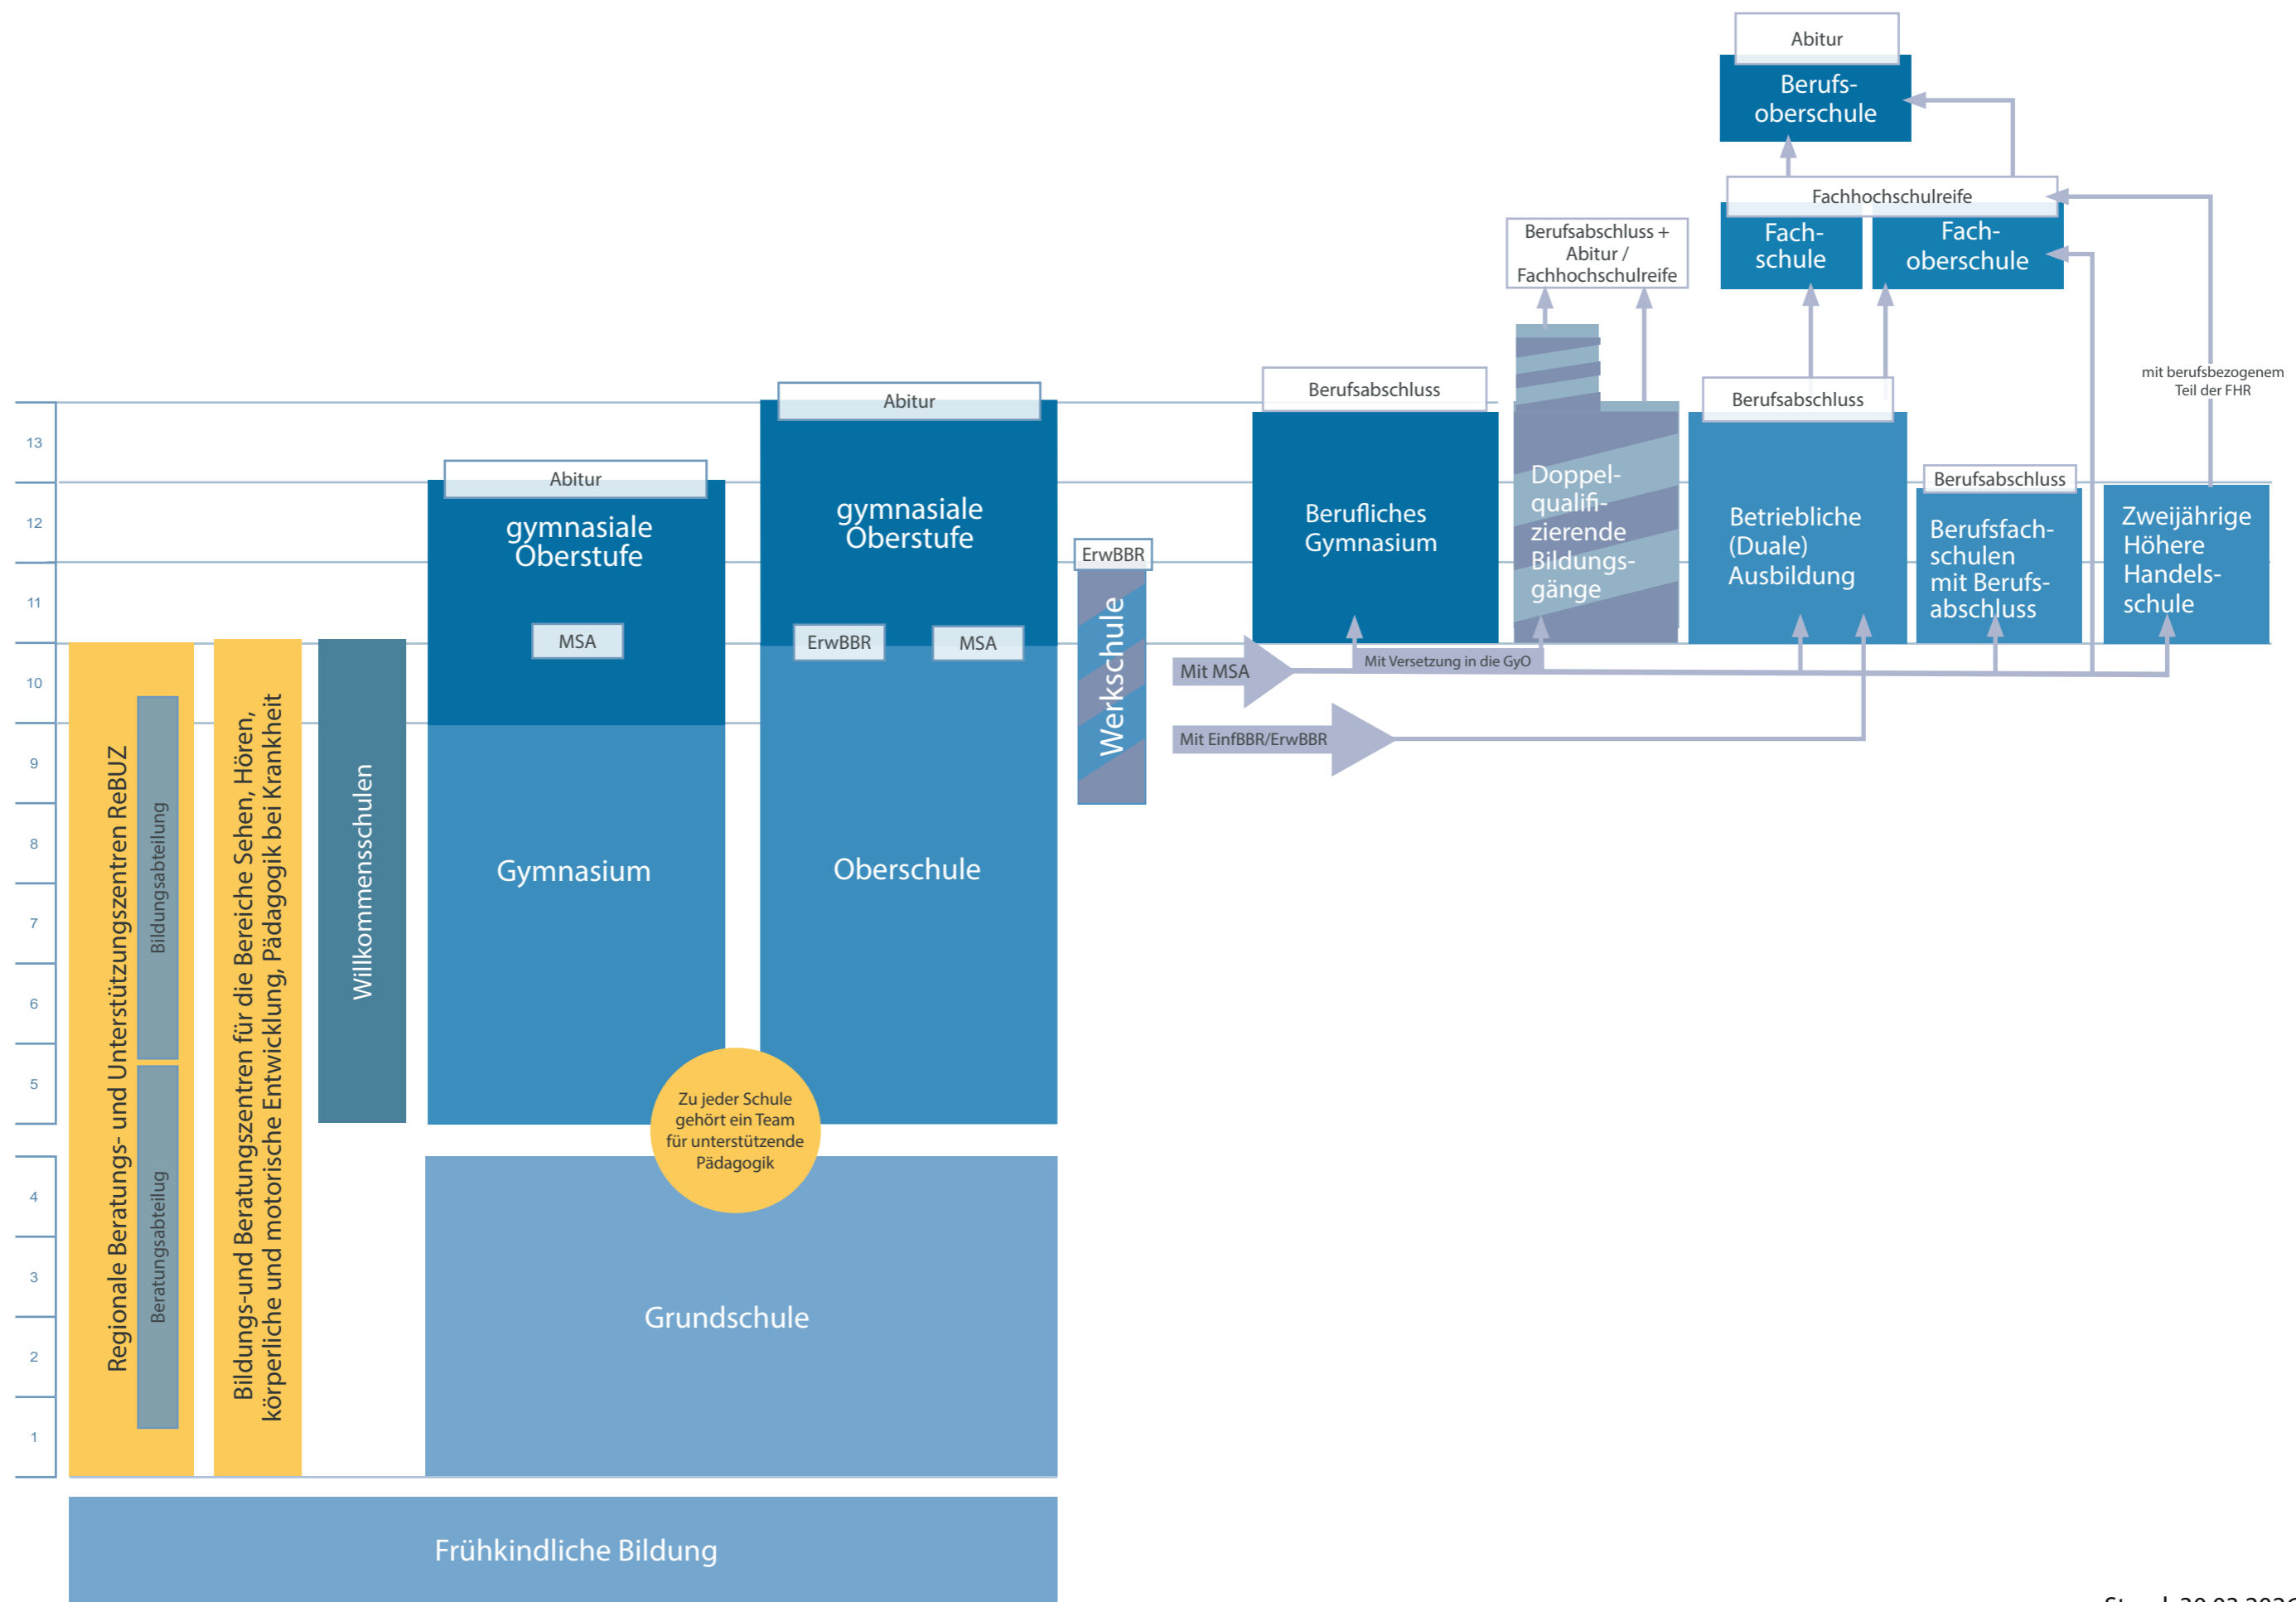 Abitur
Berufs-
oberschule
Fachhochschulreife
Fach-
schule
Fach-
oberschule
Berufsabschluss +
Abitur /
Fachhochschulreife
mit berufsbezogenem
Teil der FHR
Abitur
Abitur
Berufsabschluss
Berufsabschluss
Berufsabschluss
13
12
11
10
9
8
7
6
5
4
3
2
1
gymnasiale
Oberstufe
MSA
gymnasiale
Oberstufe
ErwBBR
MSA
ErwBBR
Werkschule
Berufliches
Gymnasium
Doppel-
qualifi-
zierende
Bildungs-
gänge
Betriebliche
(Duale)
Ausbildung
Berufsfach-
schulen
mit Berufs-
abschluss
Zweijährige
Höhere
Handels-
schule
Mit MSA
Mit Versetzung in die GyO
Mit EinfBBR/ErwBBR
Regionale Beratungs- und Unterstützungszentren ReBUZ
Bildungsabteilung
Beratungsabteilug
Bildungs-und Beratungszentren für die Bereiche Sehen, Hören,
körperliche und motorische Entwicklung, Pädagogik bei Krankheit
Willkommensschulen
Gymnasium
Oberschule
Zu jeder Schule
gehört ein Team
für unterstützende
Pädagogik
Grundschule
Frühkindliche Bildung